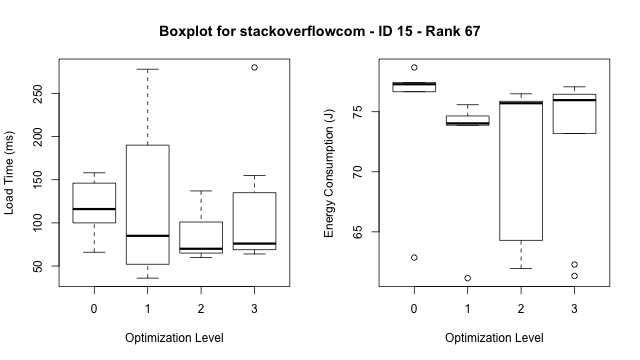 Boxplot for stackoverflowcom - ID 15 - Rank 67
Load Time (ms)
250
200
150
100
50
0 1 2 3
Optimization Level
Energy Consumption (J)
75
70
65
0 1 2 3
Optimization Level